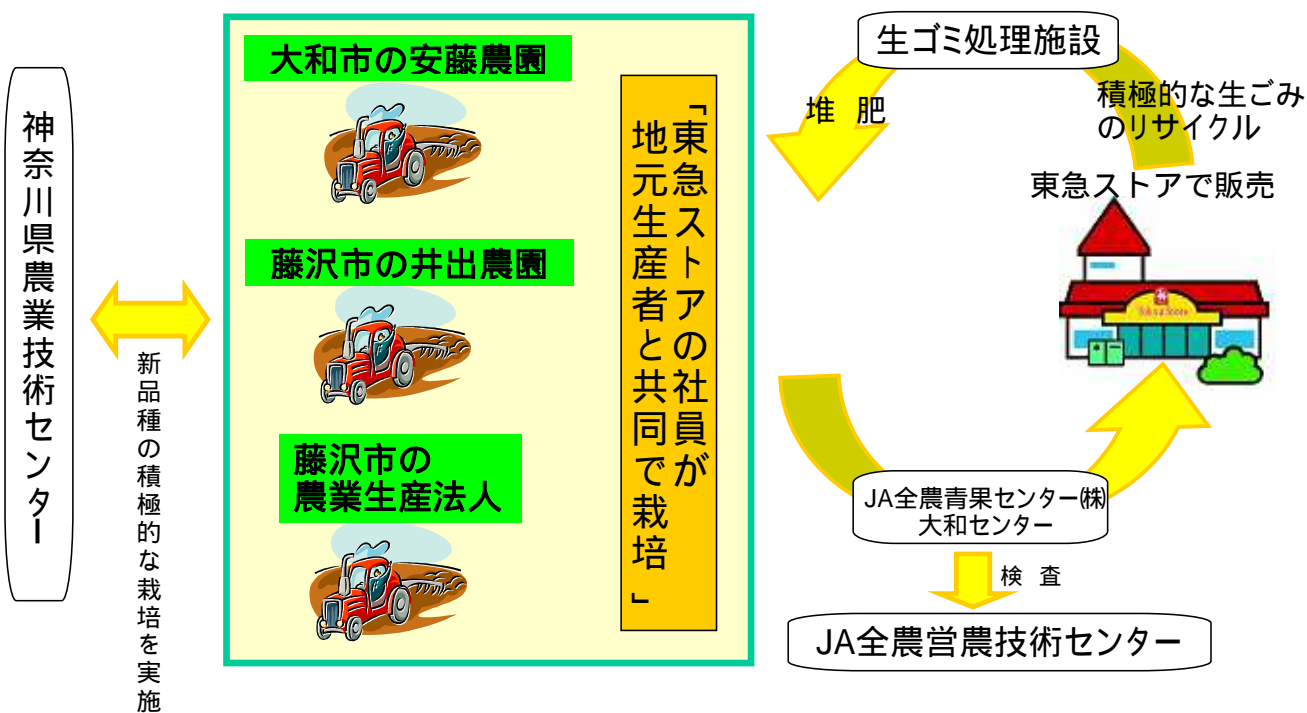 神奈川県農業技術センター
新品種の積極的な栽培を実施
大和市の安藤農園
藤沢市の井出農園
藤沢市の
農業生産法人
「東急ストアの社員が
地元生産者と共同で栽培」
生ゴミ処理施設
堆 肥
積極的な生ごみ
のリサイクル
東急ストアで販売
JA全農青果センター㈱
大和センター
検 査
JA全農営農技術センター